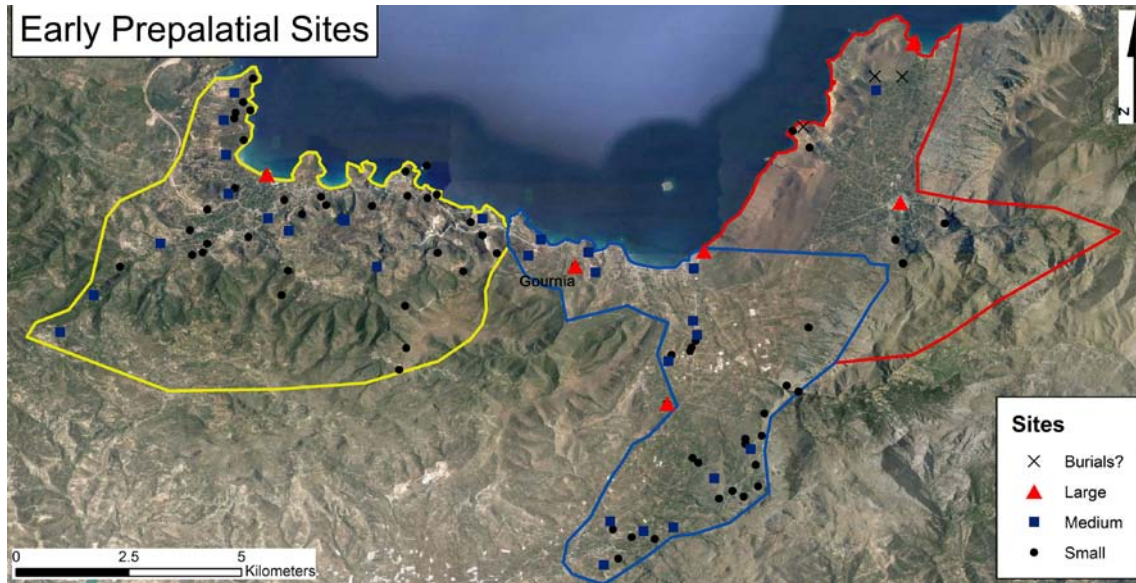 Early Prepalatial Sites
Z
Gournia
Sites
Burials?
Large
Medium
Small
0 2.5 5
Kilometers